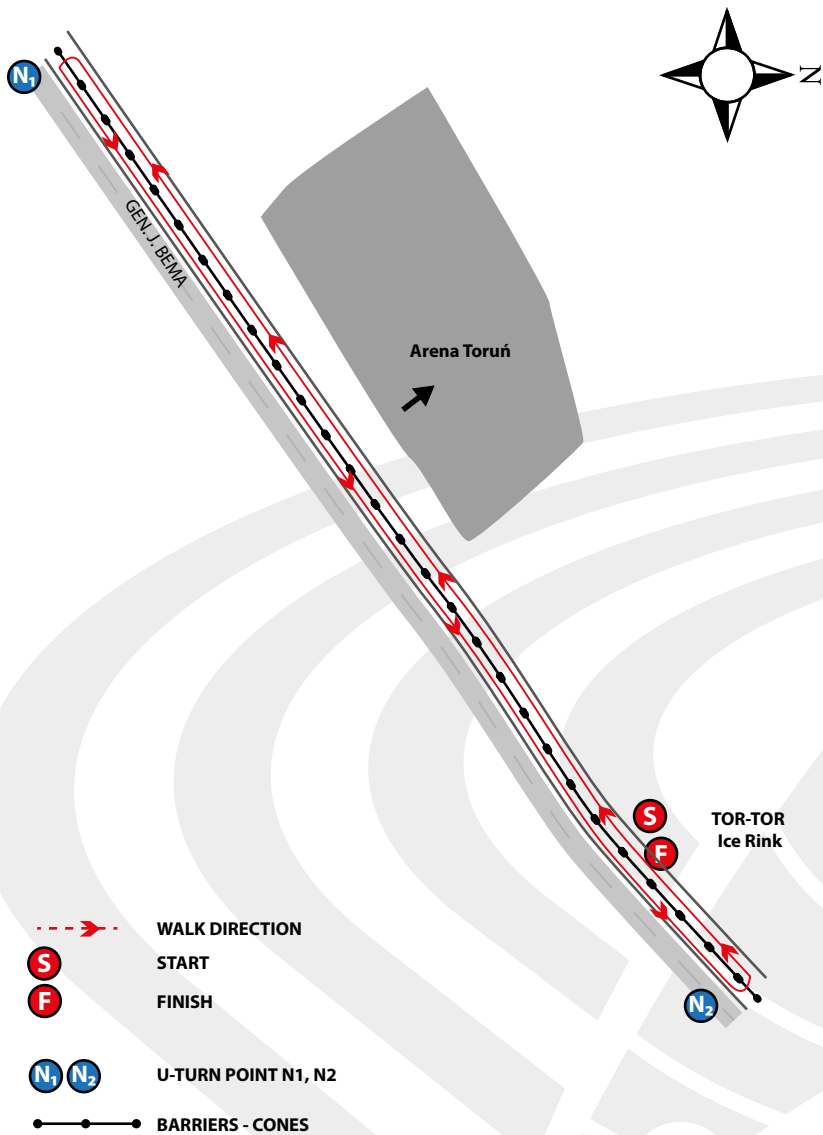 N
N₁
GEN. J. BEMA
Arena Toruń
S
F
TOR-TOR
Ice Rink
N₂
WALK DIRECTION
S
START
F
FINISH
N₁ N₂
U-TURN POINT N1, N2
BARRIERS - CONES